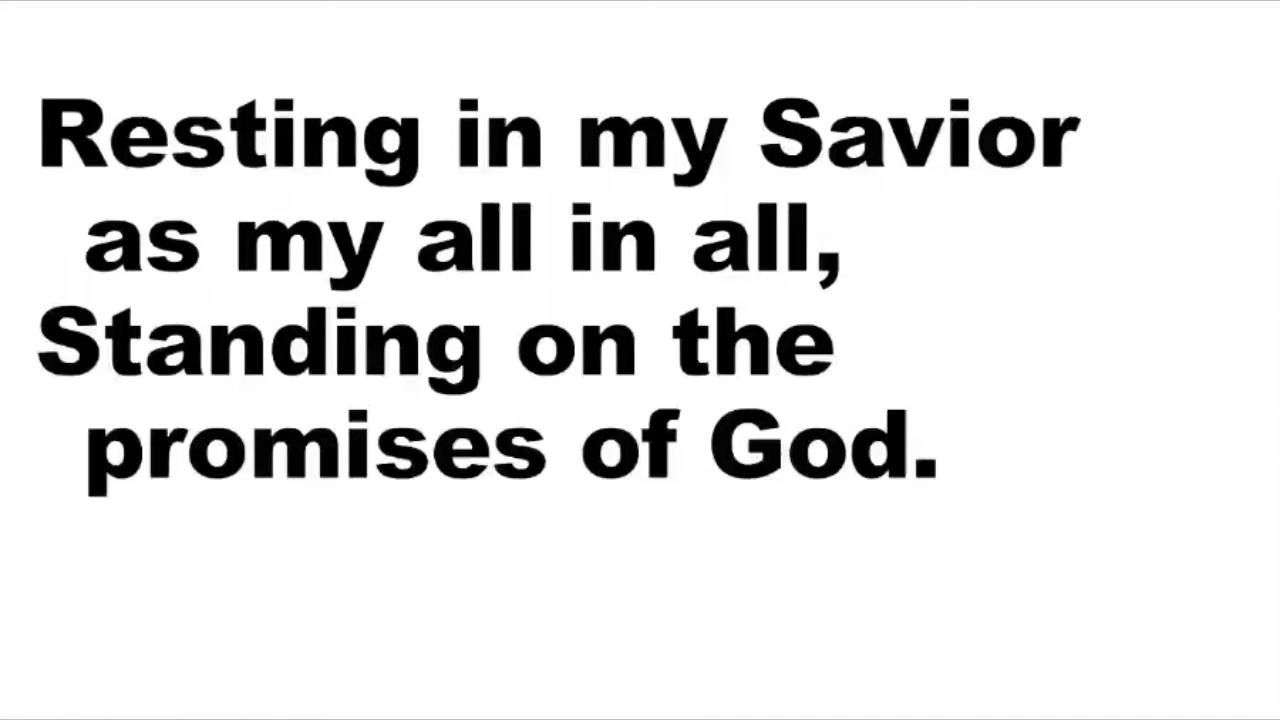 Resting in my Savior
as my all in all,
Standing on the
promises of God.